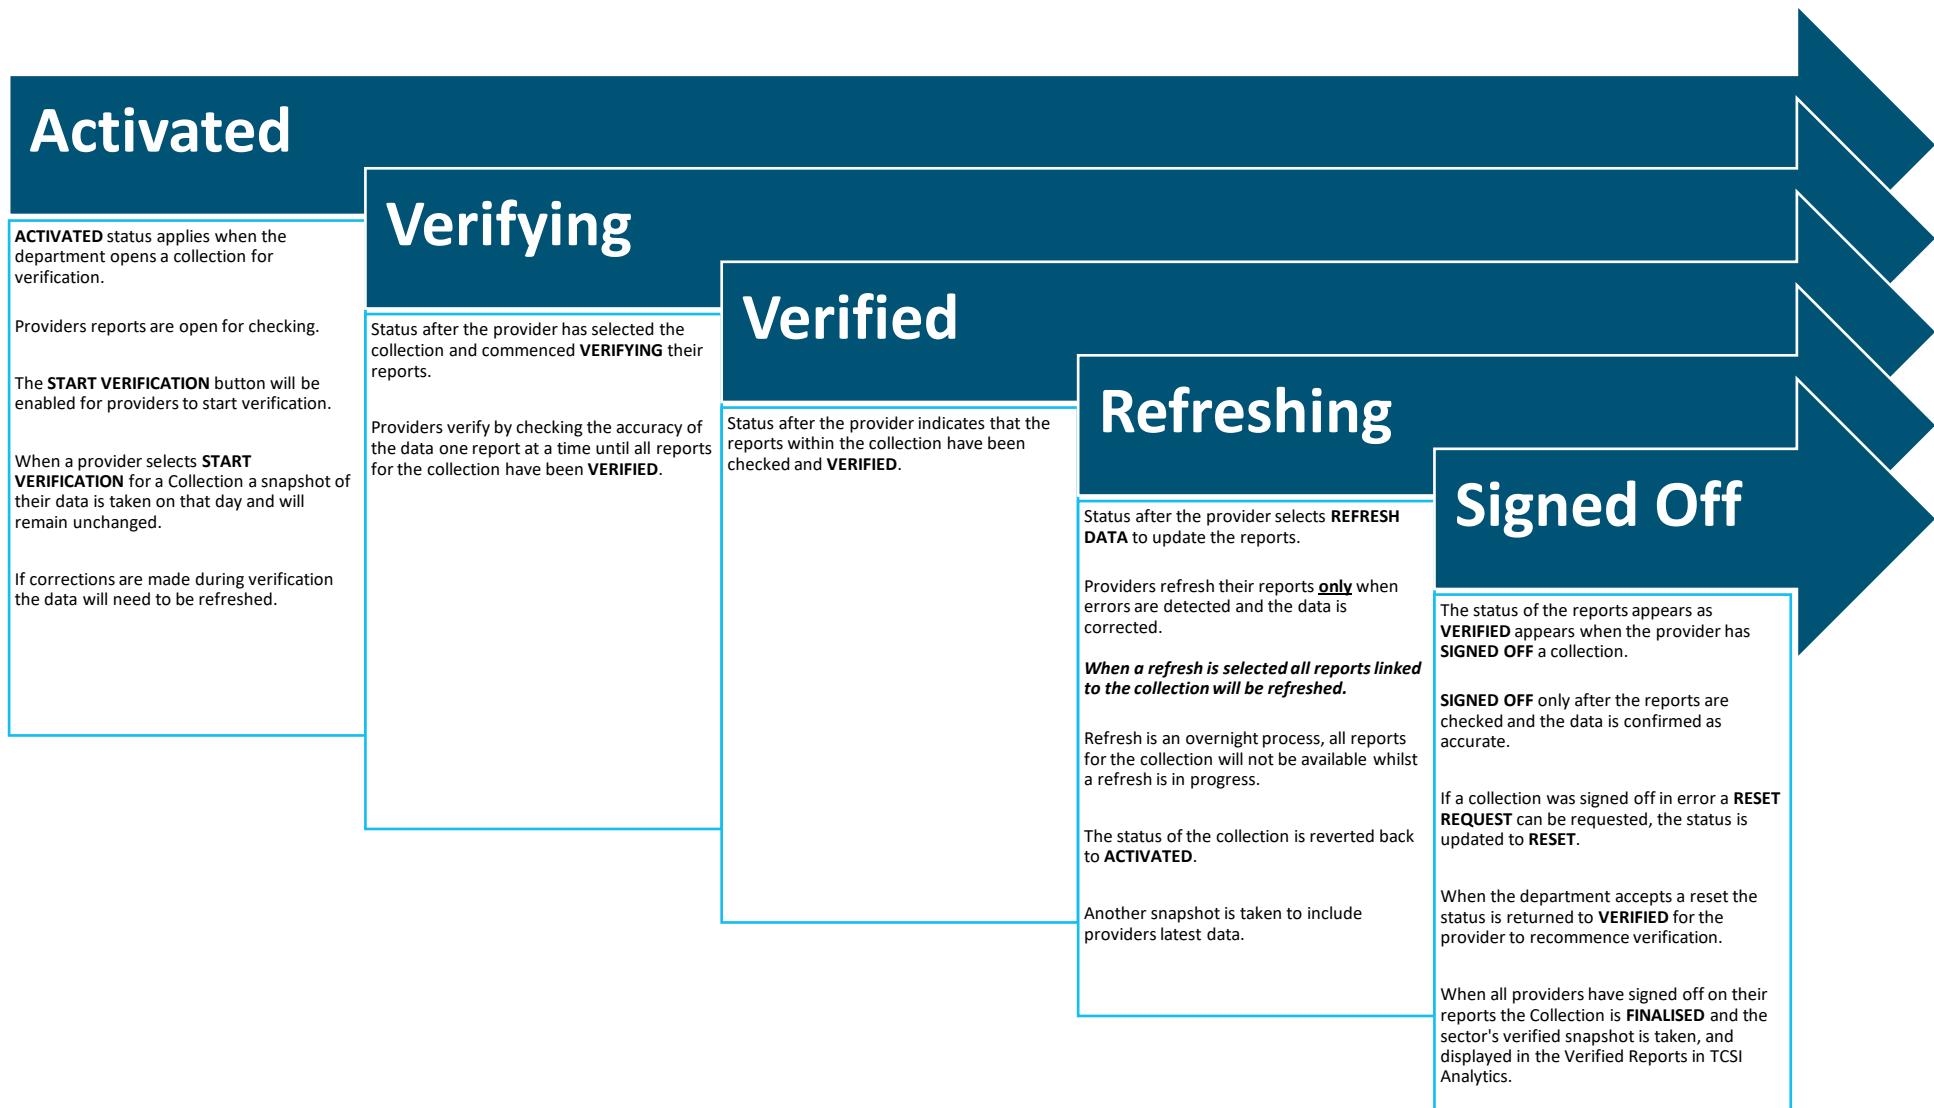 Activated
ACTIVATED status applies when the
department opens a collection for
verification.
Providers reports are open for checking.
The START VERIFICATION button will be
enabled for providers to start verification.
When a provider selects START
VERIFICATION for a Collection a snapshot of
their data is taken on that day and will
remain unchanged.
If corrections are made during verification
the data will need to be refreshed.
Verifying
Status after the provider has selected the
collection and commenced VERIFYING their
reports.
Providers verify by checking the accuracy of
the data one report at a time until all reports
for the collection have been VERIFIED.
Verified
Status after the provider indicates that the
reports within the collection have been
checked and VERIFIED.
Refreshing
Status after the provider selects REFRESH
DATA to update the reports.
Providers refresh their reports only when
errors are detected and the data is
corrected.
When a refresh is selected all reports linked
to the collection will be refreshed.
Refresh is an overnight process, all reports
for the collection will not be available whilst
a refresh is in progress.
The status of the collection is reverted back
to ACTIVATED.
Another snapshot is taken to include
providers latest data.
Signed Off
The status of the reports appears as
VERIFIED appears when the provider has
SIGNED OFF a collection.
SIGNED OFF only after the reports are
checked and the data is confirmed as
accurate.
If a collection was signed off in error a RESET
REQUEST can be requested, the status is
updated to RESET.
When the department accepts a reset the
status is returned to VERIFIED for the
provider to recommence verification.
When all providers have signed off on their
reports the Collection is FINALISED and the
sector's verified snapshot is taken, and
displayed in the Verified Reports in TCSI
Analytics.